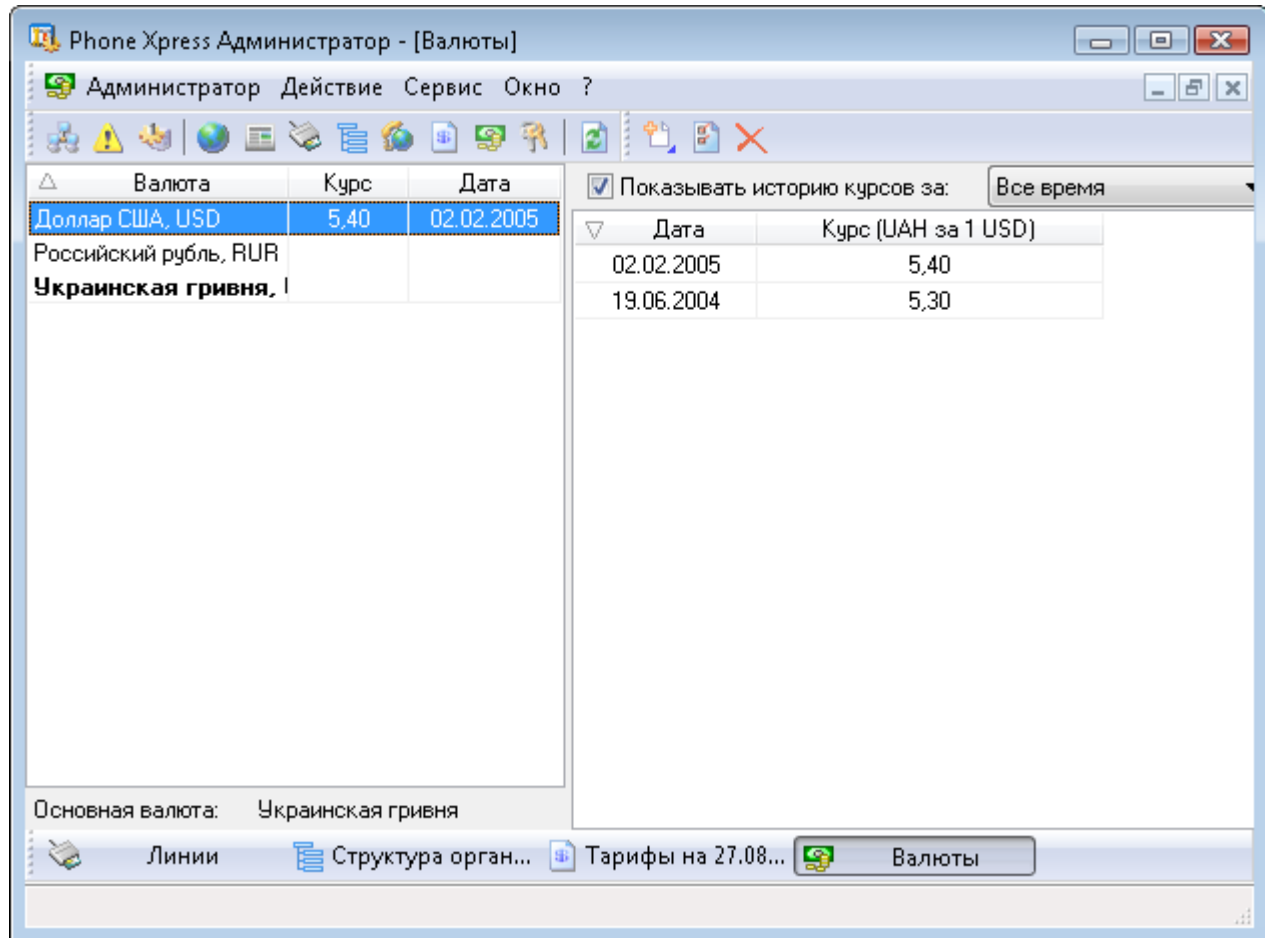 Phone Xpress Администратор - [Валюты]
Администратор Действие Сервис Окно ?
Валюта Курс Дата
Доллар США, USD 5,40 02.02.2005
Российский рубль, RUR
Украинская гривня,
Основная валюта: Украинская гривня
Показывать историю курсов за: Все время
Дата Курс (UAH за 1 USD)
02.02.2005 5,40
19.06.2004 5,30
Линии Структура орган... Тарифы на 27.08... Валюты